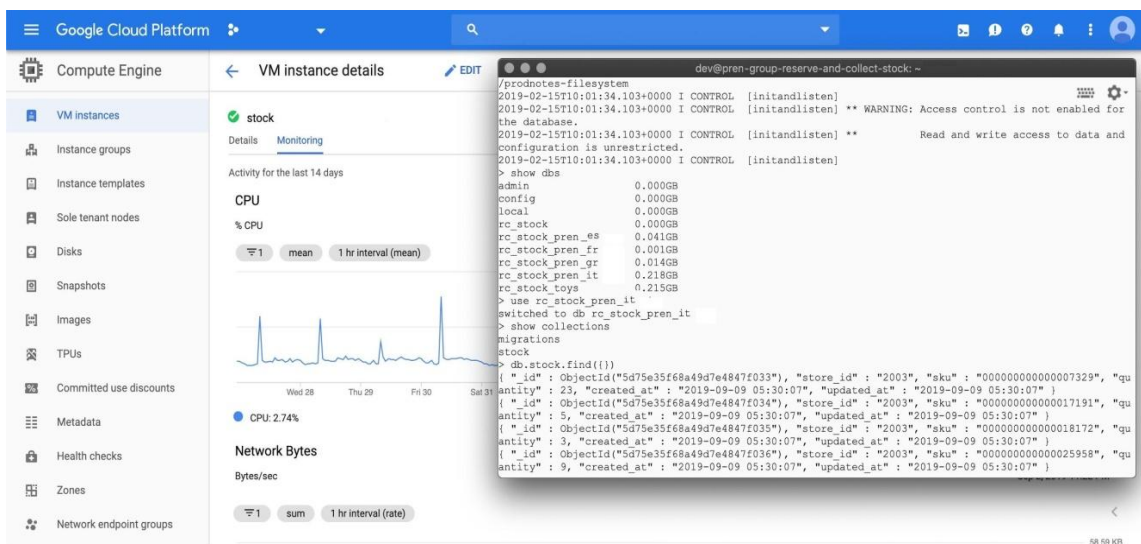 Google Cloud Platform
Compute Engine
VM instance details
EDIT
VM instances
Instance groups
Instance templates
Sole tenant nodes
Disks
Snapshots
Images
TPUs
Committed use discounts
Metadata
Health checks
Zones
Network endpoint groups
stock
Details Monitoring
Activity for the last 14 days
CPU
% CPU
1 mean 1 hr interval (mean)
Wed 28 Thu 29 Fri 30 Sat 31
CPU: 2.74%
Network Bytes
Bytes/sec
1 sum 1 hr interval (rate)
58.59 KB
dev@pren-group-reserve-and-collect-stock: ~
/prodnotes-filesystem
2019-02-15T10:01:34.103+0000 I CONTROL [initandlisten]
2019-02-15T10:01:34.103+0000 I CONTROL [initandlisten] ** WARNING: Access control is not enabled for
the database.
2019-02-15T10:01:34.103+0000 I CONTROL [initandlisten] ** Read and write access to data and
configuration is unrestricted.
2019-02-15T10:01:34.103+0000 I CONTROL [initandlisten]
> show dbs
admin 0.000GB
config 0.000GB
local 0.000GB
rc_stock 0.000GB
rc_stock_pren_es 0.041GB
rc_stock_pren_fr 0.001GB
rc_stock_pren_gr 0.014GB
rc_stock_pren_it 0.218GB
rc_stock_toys 0.215GB
> use rc_stock_pren_it
switched to db rc_stock_pren_it
> show collections
migrations
stock
> db.stock.find({})
{ "_id" : ObjectId("5d75e35f68a49d7e4847f033"), "store_id" : "2003", "sku" : "000000000000007329", "qu
antity" : 23, "created_at" : "2019-09-09 05:30:07", "updated_at" : "2019-09-09 05:30:07" }
{ "_id" : ObjectId("5d75e35f68a49d7e4847f034"), "store_id" : "2003", "sku" : "000000000000017191", "qu
antity" : 5, "created_at" : "2019-09-09 05:30:07", "updated_at" : "2019-09-09 05:30:07" }
{ "_id" : ObjectId("5d75e35f68a49d7e4847f035"), "store_id" : "2003", "sku" : "000000000000018172", "qu
antity" : 3, "created_at" : "2019-09-09 05:30:07", "updated_at" : "2019-09-09 05:30:07" }
{ "_id" : ObjectId("5d75e35f68a49d7e4847f036"), "store_id" : "2003", "sku" : "000000000000025958", "qu
antity" : 9, "created_at" : "2019-09-09 05:30:07", "updated_at" : "2019-09-09 05:30:07" }